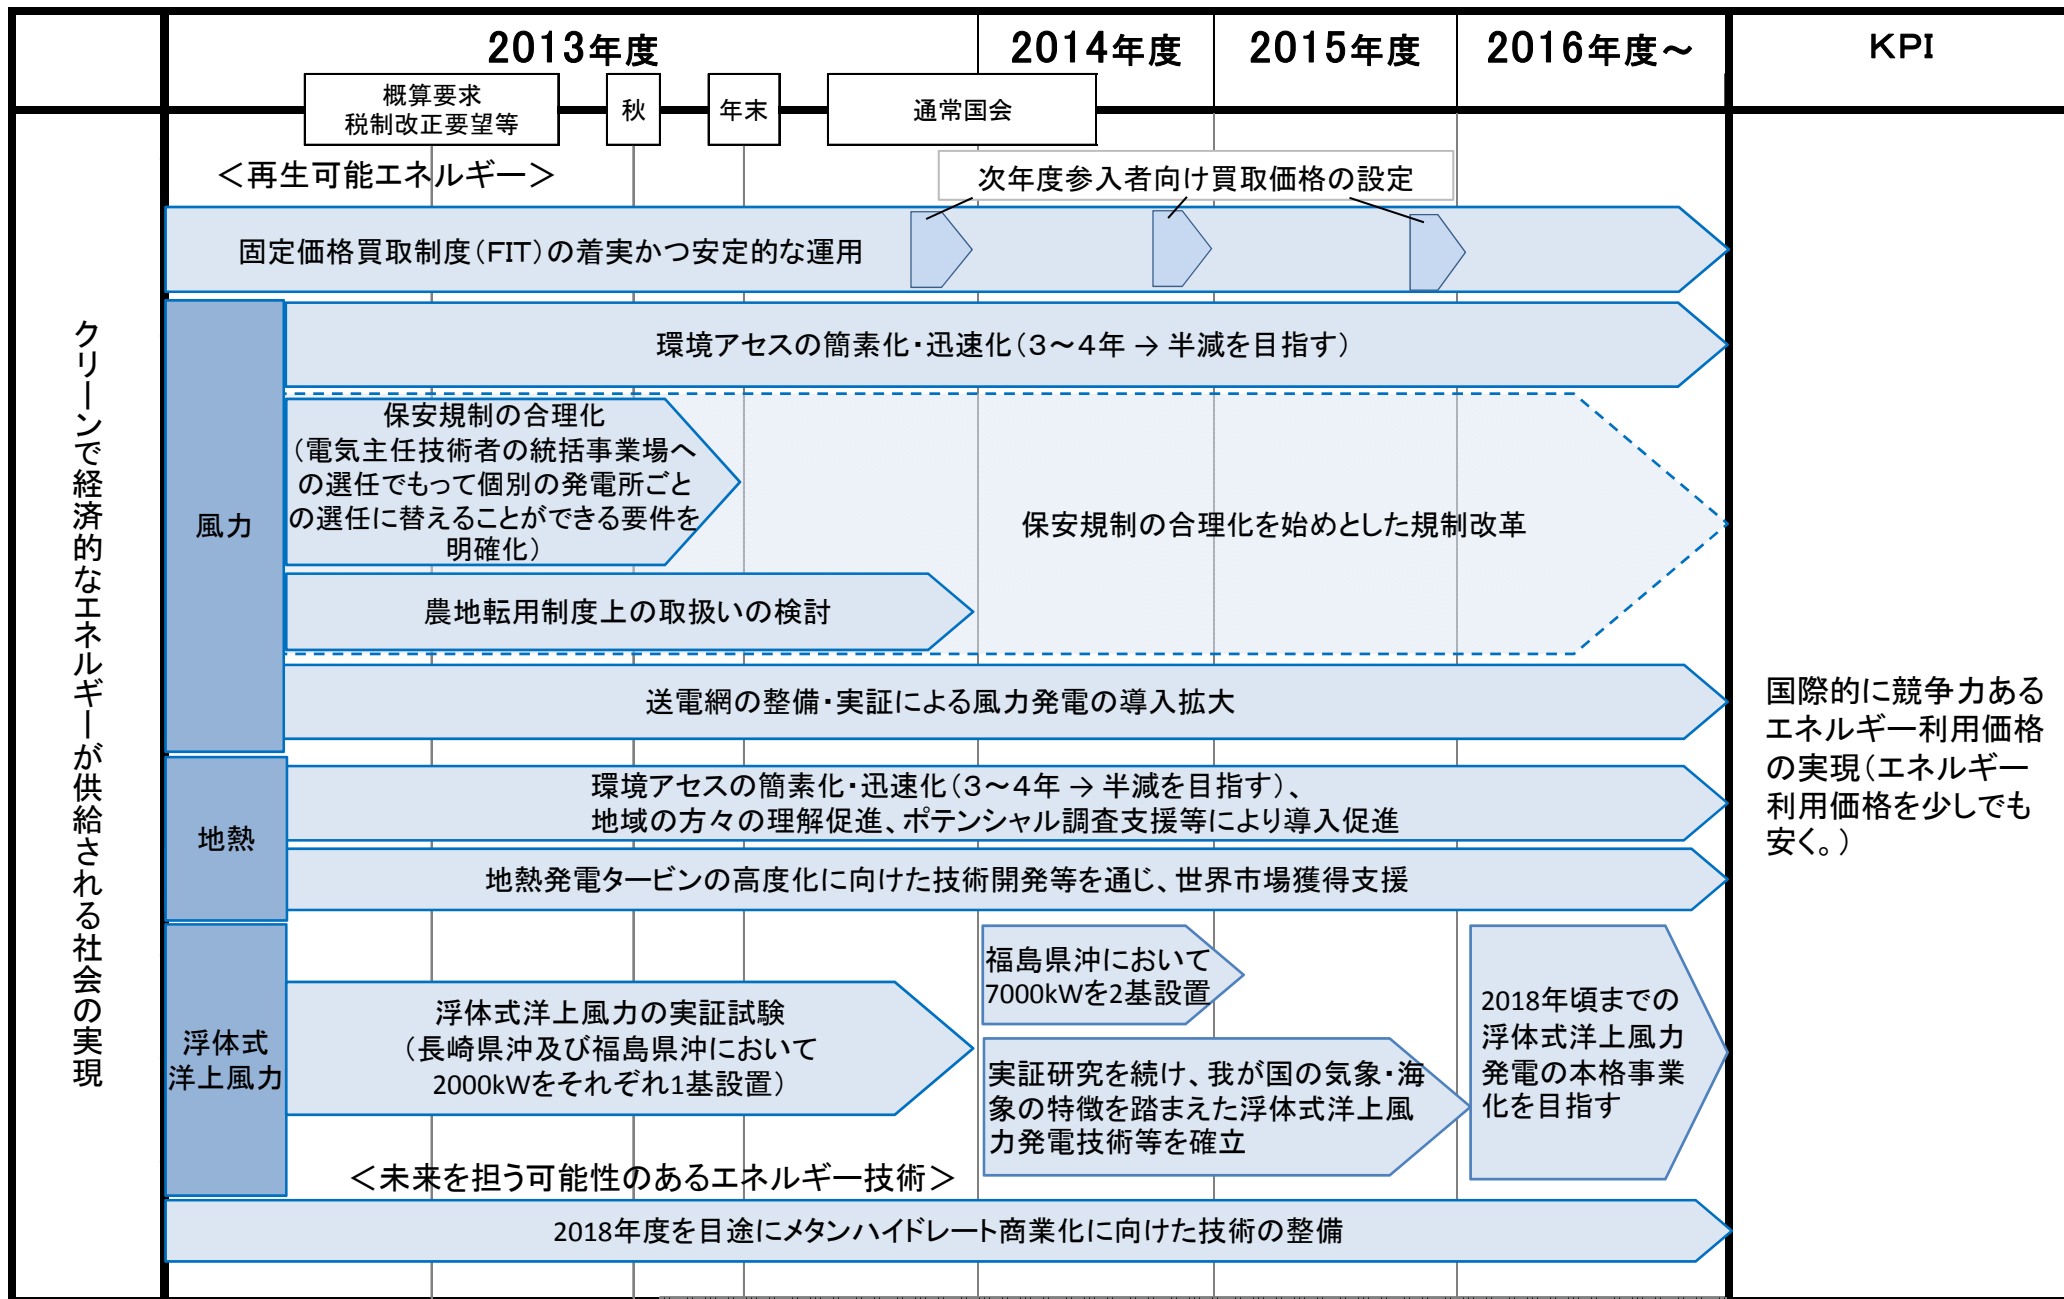 2013年度
2014年度
2015年度
2016年度～
KPI
概算要求
税制改正要望等
秋
年末
通常国会
＜再生可能エネルギー＞
次年度参入者向け買取価格の設定
固定価格買取制度（FIT）の着実かつ安定的な運用
クリーンで経済的なエネルギーが供給される社会の実現
風力
環境アセスの簡素化・迅速化（３～４年 → 半減を目指す）
保安規制の合理化
（電気主任技術者の統括事業場へ
の選任でもって個別の発電所ごと
の選任に替えることができる要件を
明確化）
保安規制の合理化を始めとした規制改革
農地転用制度上の取扱いの検討
送電網の整備・実証による風力発電の導入拡大
地熱
環境アセスの簡素化・迅速化（３～４年 → 半減を目指す）、
地域の方々の理解促進、ポテンシャル調査支援等により導入促進
地熱発電タービンの高度化に向けた技術開発等を通じ、世界市場獲得支援
浮体式
洋上風力
浮体式洋上風力の実証試験
（長崎県沖及び福島県沖において
2000kWをそれぞれ1基設置）
福島県沖において
7000kWを2基設置
実証研究を続け、我が国の気象・海
象の特徴を踏まえた浮体式洋上風
力発電技術等を確立
2018年頃までの
浮体式洋上風力
発電の本格事業
化を目指す
＜未来を担う可能性のあるエネルギー技術＞
2018年度を目途にメタンハイドレート商業化に向けた技術の整備
国際的に競争力ある
エネルギー利用価格
の実現（エネルギー
利用価格を少しでも
安く。）